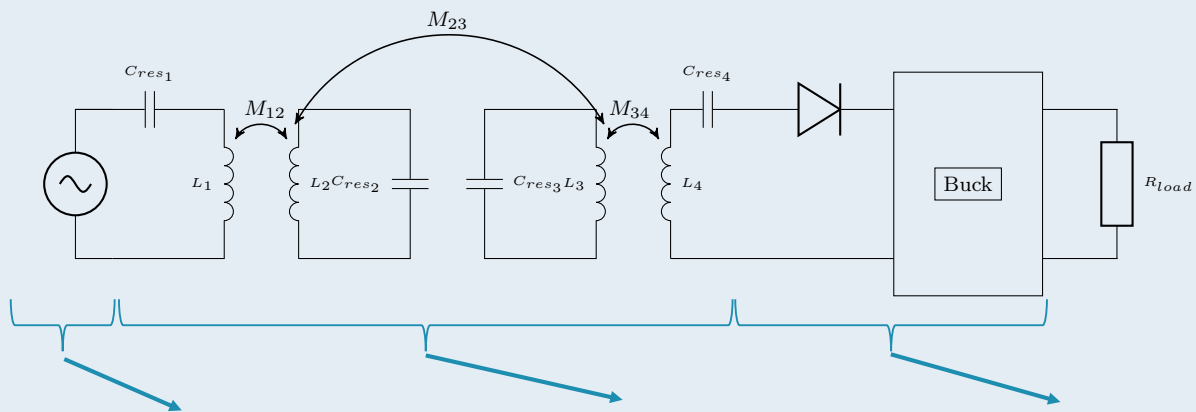 M23
Cres1
Cres4
M12
M34
L1
L2Cres2
Cres3L3
L4
Buck
Rload